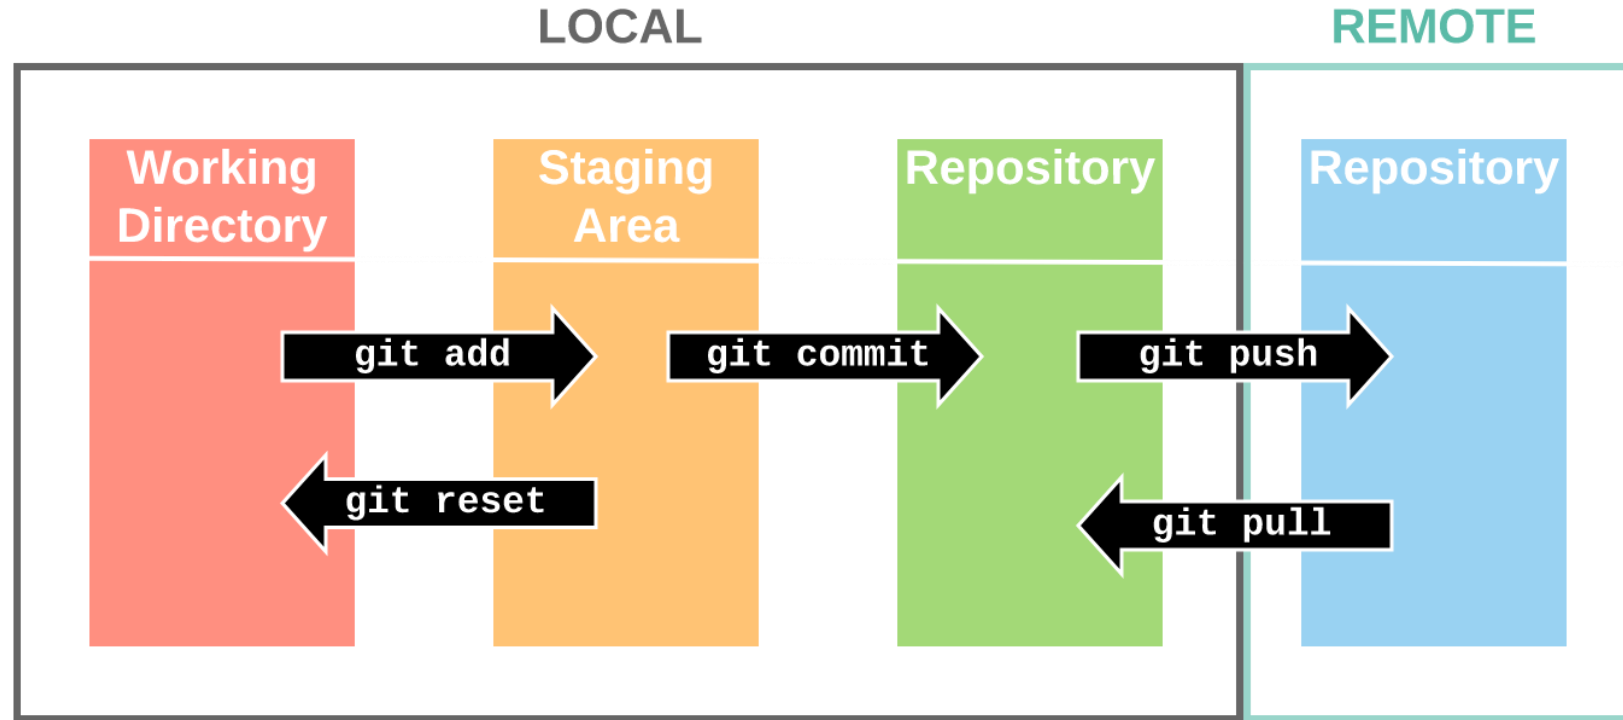 LOCAL
REMOTE
Working
Directory
Staging
Area
Repository
Repository
git add
git commit
git push
git reset
git pull